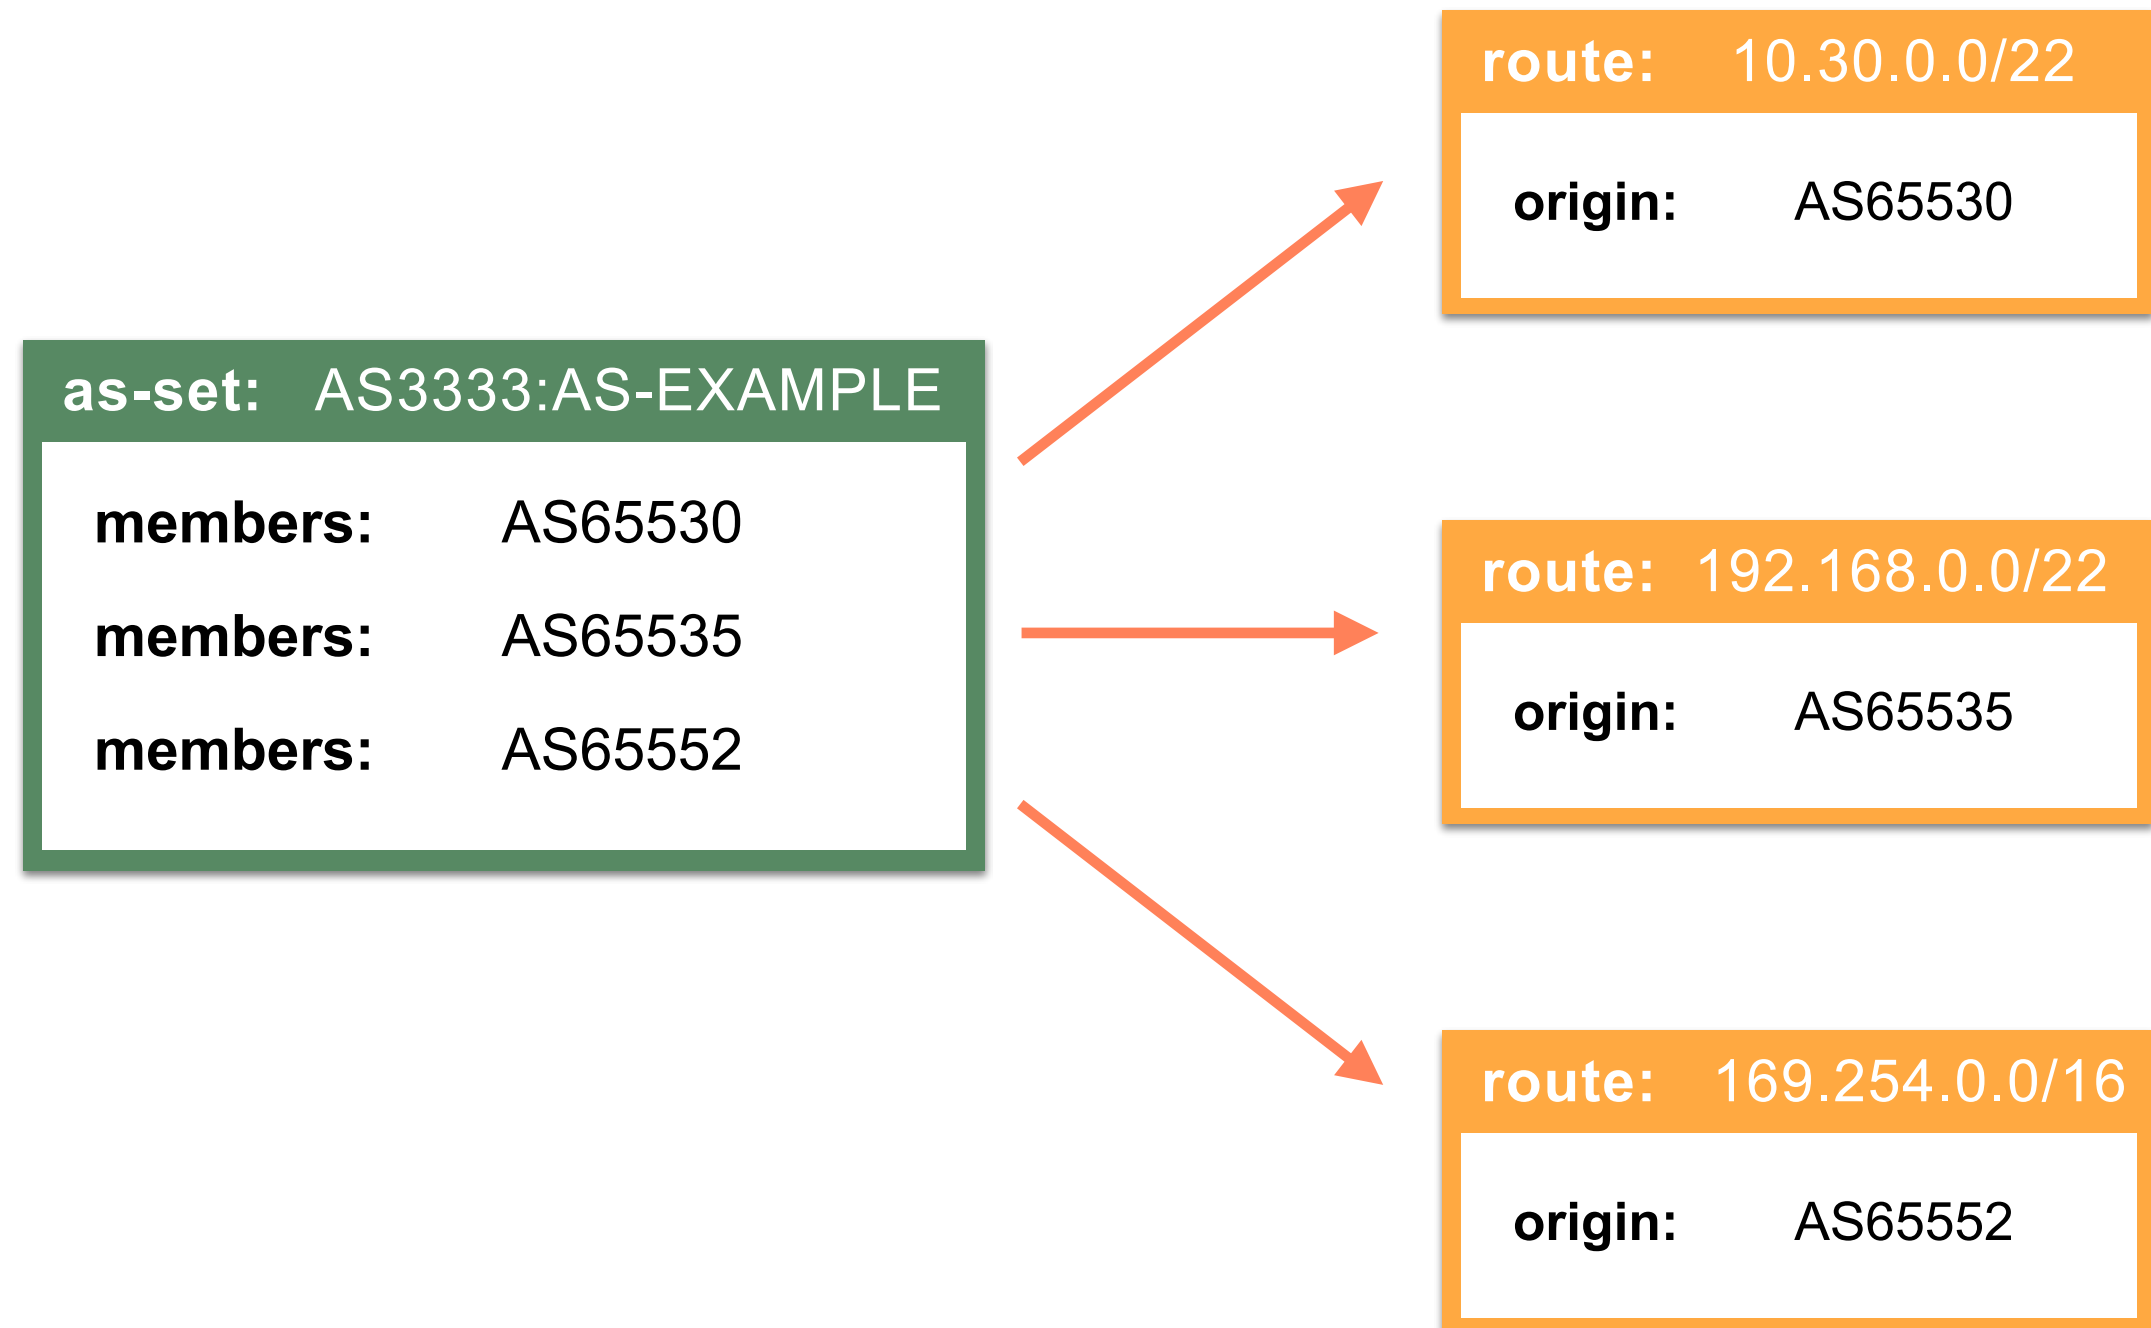 as-set: AS3333:AS-EXAMPLE
members: AS65530
members: AS65535
members: AS65552
route: 10.30.0.0/22
origin: AS65530
route: 192.168.0.0/22
origin: AS65535
route: 169.254.0.0/16
origin: AS65552